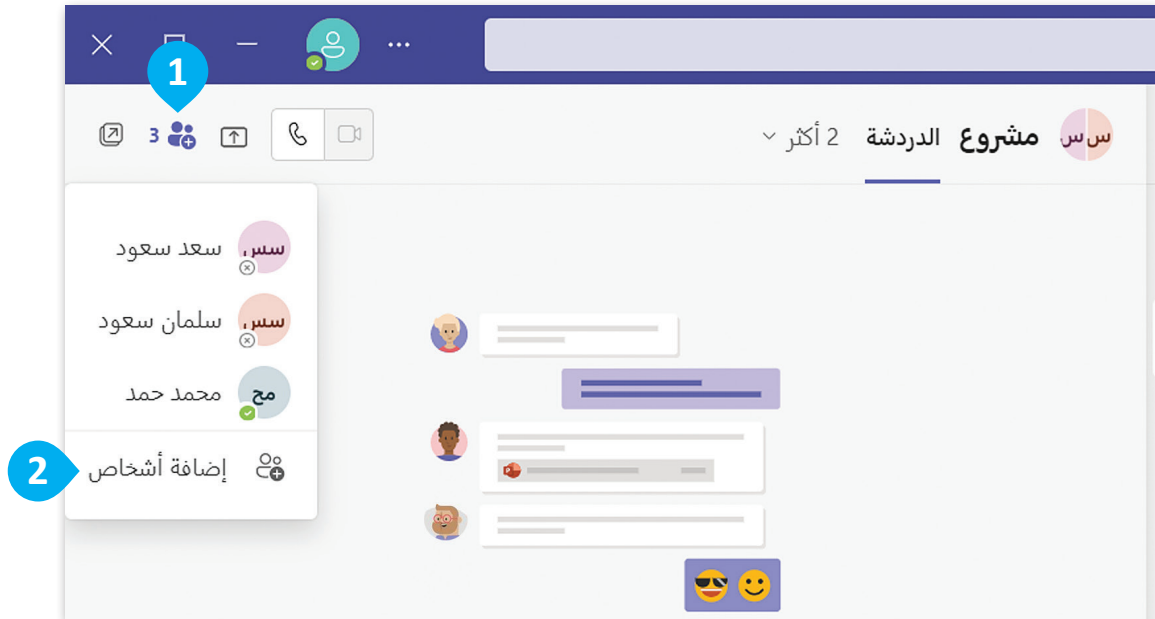 1
س س مشروع الدردشة 2 أكثر
3
سس سعد سعود
سس سلمان سعود
مح محمد حمد
إضافة أشخاص
2